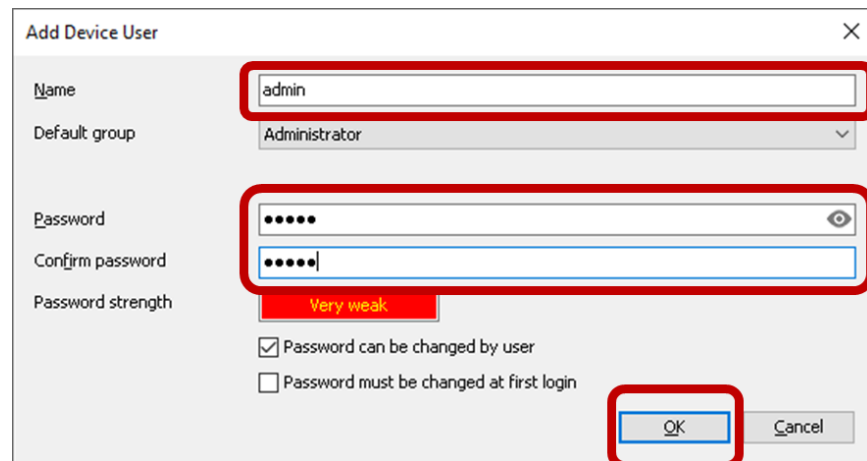 Add Device User
Name admin
Default group Administrator
Password •••••
Confirm password •••••
Password strength Very weak
Password can be changed by user
Password must be changed at first login
OK Cancel